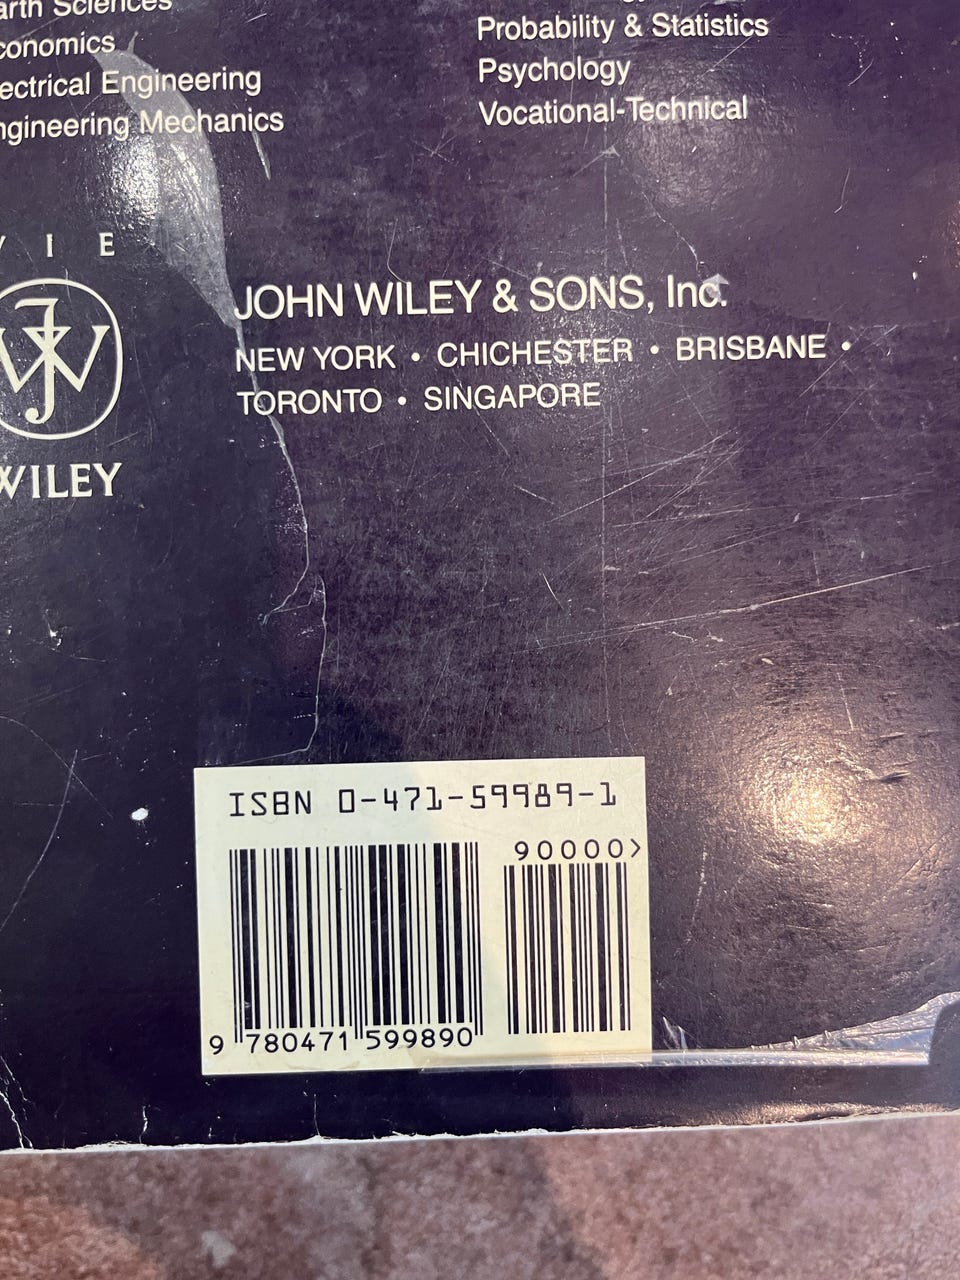 arth Sciences
conomics
ectrical Engineering
ngineering Mechanics
Probability & Statistics
Psychology
Vocational-Technical
I E
JW
WILEY
JOHN WILEY & SONS, Inc.
NEW YORK • CHICHESTER • BRISBANE •
TORONTO • SINGAPORE
ISBN 0-471-59989-1
90000>
9 780471 599890